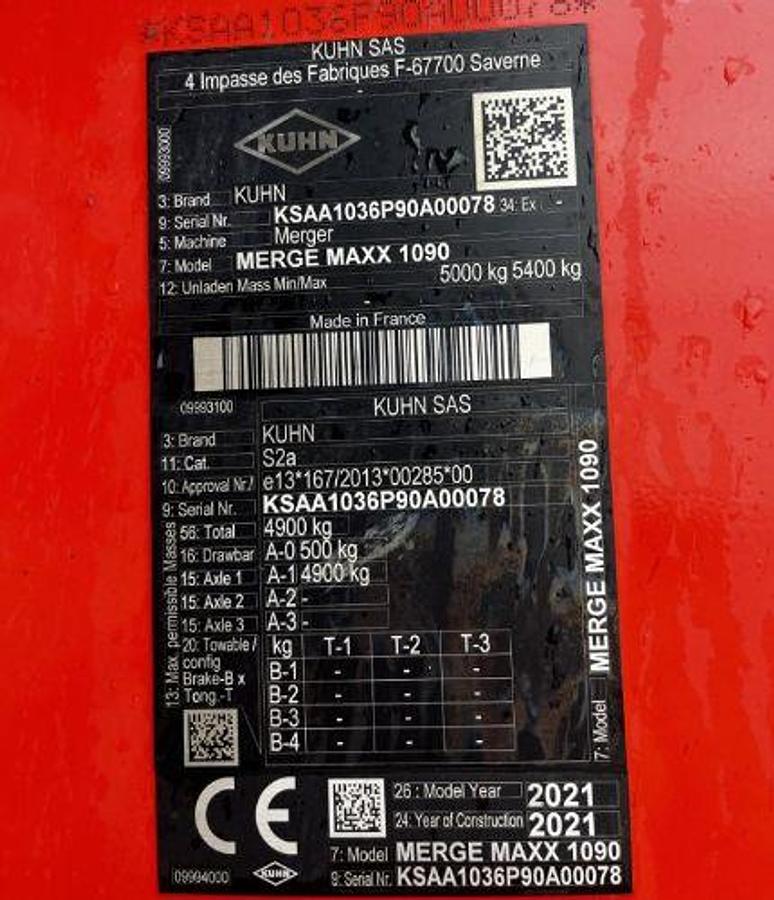 *KSAA1036P90A00078*
KUHN SAS
4 Impasse des Fabriques F-67700 Saverne
-
09993000
KUHN
3: Brand KUHN
9: Serial Nr. KSAA1036P90A00078 34: Ex -
5: Machine Merger
7: Model MERGE MAXX 1090
12: Unladen Mass Min/Max 5000 kg 5400 kg
-
Made in France
09993100 KUHN SAS
3: Brand KUHN
11: Cat. S2a
10: Approval Nr/ e13*167/2013*00285*00
9: Serial Nr. KSAA1036P90A00078
13: Max. permissible Masses
56: Total 4900 kg
16: Drawbar A-0 500 kg
15: Axle 1 A-1 4900 kg
15: Axle 2 A-2 -
15: Axle 3 A-3 -
20: Towable / config Brake-B x Tong.-T
kg T-1 T-2 T-3
B-1 - - -
B-2 - - -
B-3 - - -
B-4 - - -
7: Model MERGE MAXX 1090
CE
26 : Model Year 2021
24: Year of Construction 2021
7: Model MERGE MAXX 1090
9: Serial Nr. KSAA1036P90A00078
09994000 KUHN